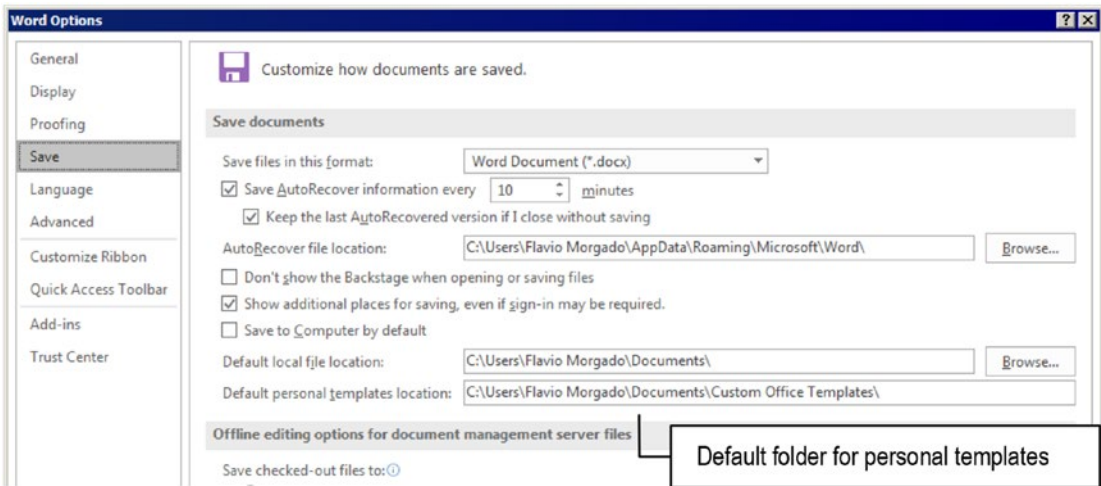 Word Options
General
Display
Proofing
Save
Language
Advanced
Customize Ribbon
Quick Access Toolbar
Add-ins
Trust Center
Customize how documents are saved.
Save documents
Save files in this format: Word Document (*.docx)
Save AutoRecover information every 10 minutes
Keep the last AutoRecovered version if I close without saving
AutoRecover file location: C:\Users\Flavio Morgado\AppData\Roaming\Microsoft\Word\ Browse...
Don't show the Backstage when opening or saving files
Show additional places for saving, even if sign-in may be required.
Save to Computer by default
Default local file location: C:\Users\Flavio Morgado\Documents\ Browse...
Default personal templates location: C:\Users\Flavio Morgado\Documents\Custom Office Templates\
Offline editing options for document management server files
Default folder for personal templates
Save checked-out files to: